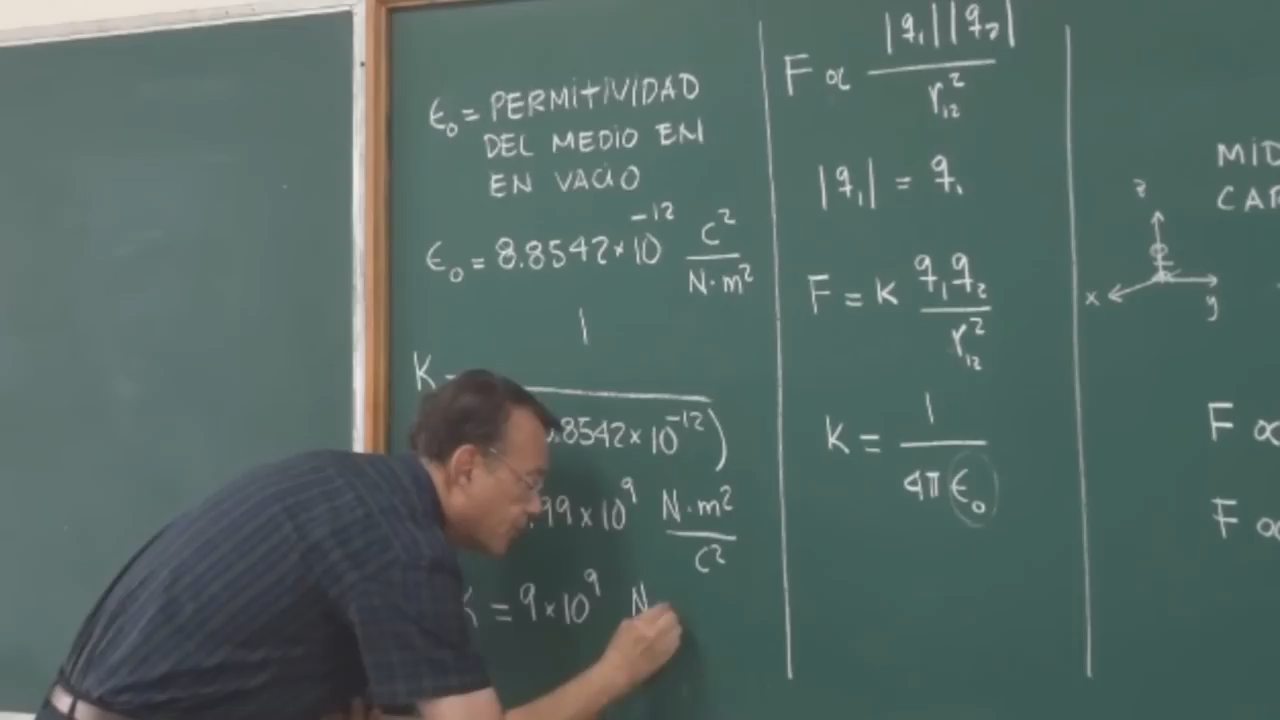 ϵ₀ = PERMITIVIDAD
DEL MEDIO EN
EN VACIO
ϵ₀ = 8.8542 × 10⁻¹² C²/N·m²
1
K =
.8542 × 10⁻¹²)
.99 × 10⁹ N·m²/C²
K = 9 × 10⁹ N
F ∝ |q₁||q₂|/r₁₂²
|q₁| = q₁
F = K q₁q₂/r₁₂²
K = 1/4π ϵ₀
z
x
y
MID
CAR
F ∝
F ∝